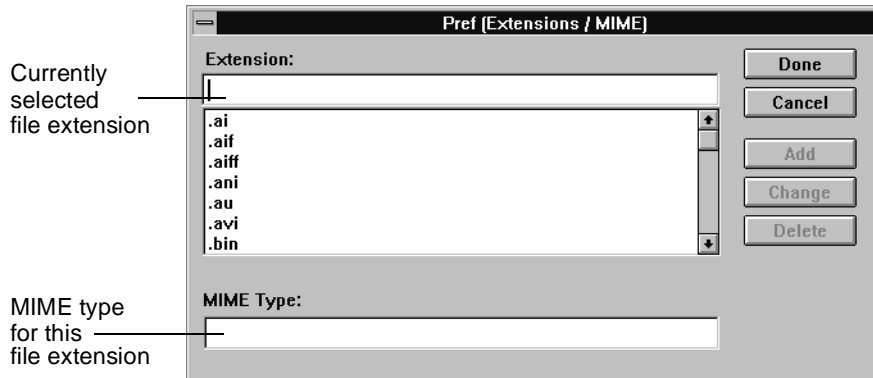 Pref (Extensions / MIME)
Extension:
Done
Currently
selected
file extension
Cancel
.ai
.aif
.aiff
.ani
.au
.avi
.bin
Add
Change
Delete
MIME Type:
MIME type
for this
file extension